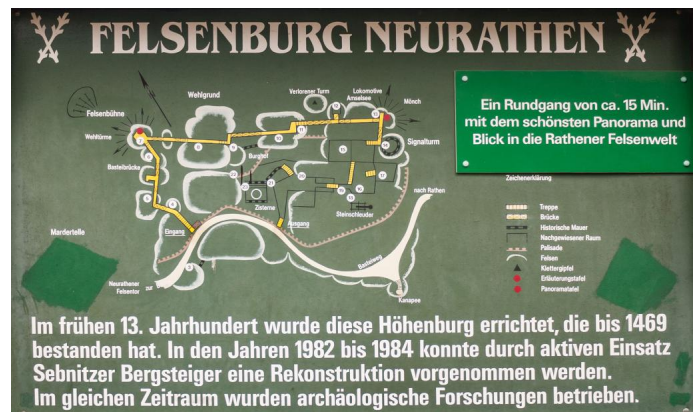 FELSENBURG NEURATHEN
Ein Rundgang von ca. 15 Min.
mit dem schönsten Panorama und
Blick in die Rathener Felsenwelt
Felsenbühne
Wehlgrund
Verlorener Turm
Lokomotive
Amselsee
Mönch
Wehltürme
Signalturm
Basteibrücke
Burghof
Zisterne
Steinschleuder
nach Rathen
Mardertelle
Eingang
Ausgang
Neurathener
Felsentor
zur
Basteiweg
Kanapee
Zeichenerklärung
Treppe
Brücke
Historische Mauer
Nachgewiesener Raum
Palisade
Felsen
Klettergipfel
Erläuterungstafel
Panoramatafel
Im frühen 13. Jahrhundert wurde diese Höhenburg errichtet, die bis 1469
bestanden hat. In den Jahren 1982 bis 1984 konnte durch aktiven Einsatz
Sebnitzer Bergsteiger eine Rekonstruktion vorgenommen werden.
Im gleichen Zeitraum wurden archäologische Forschungen betrieben.